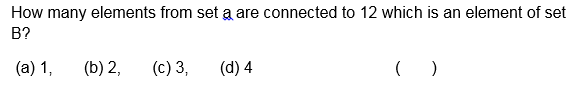 How many elements from set a are connected to 12 which is an element of set
B?
(a) 1, (b) 2, (c) 3, (d) 4 ( )